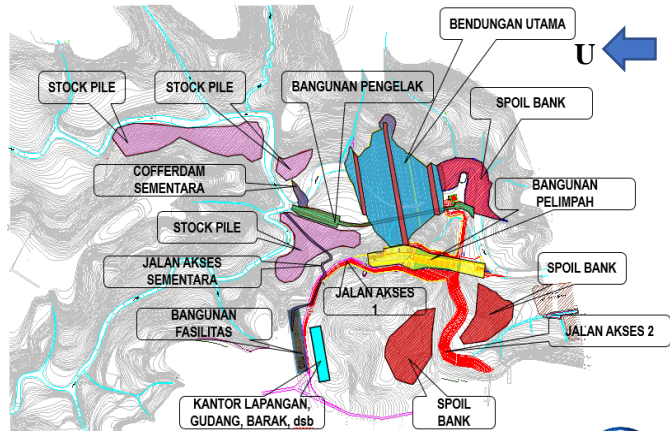 BENDUNGAN UTAMA
U
STOCK PILE
STOCK PILE
BANGUNAN PENGELAK
SPOIL BANK
COFFERDAM
SEMENTARA
BANGUNAN
PELIMPAH
STOCK PILE
JALAN AKSES
SEMENTARA
SPOIL BANK
JALAN AKSES
1
BANGUNAN
FASILITAS
JALAN AKSES 2
KANTOR LAPANGAN,
GUDANG, BARAK, dsb
SPOIL
BANK